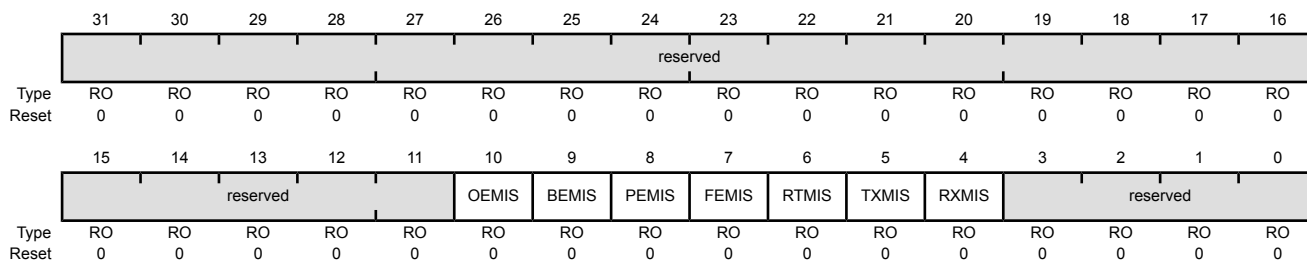 31 30 29 28 27 26 25 24 23 22 21 20 19 18 17 16
reserved
Type RO RO RO RO RO RO RO RO RO RO RO RO RO RO RO RO
Reset 0 0 0 0 0 0 0 0 0 0 0 0 0 0 0 0
15 14 13 12 11 10 9 8 7 6 5 4 3 2 1 0
reserved OEMIS BEMIS PEMIS FEMIS RTMIS TXMIS RXMIS reserved
Type RO RO RO RO RO RO RO RO RO RO RO RO RO RO RO RO
Reset 0 0 0 0 0 0 0 0 0 0 0 0 0 0 0 0